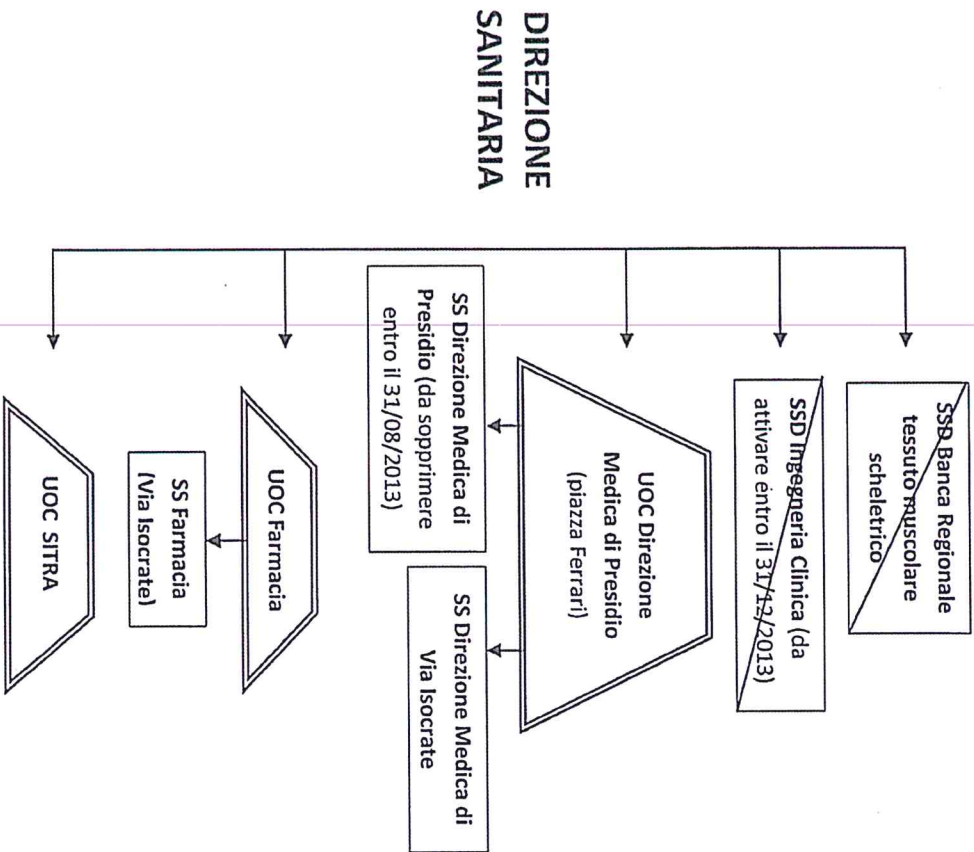 DIREZIONE
SANITARIA
SSD Banca Regionale
tessuto muscolare
scheletrico
SSD Ingegneria Clinica (da
attivare entro il 31/12/2013)
UOC Direzione
Medica di Presidio
(piazza Ferrari)
SS Direzione Medica di
Presidio (da sopprimere
entro il 31/08/2013)
SS Direzione Medica di
Via Isocrate
UOC Farmacia
SS Farmacia
(Via Isocrate)
UOC SITRA